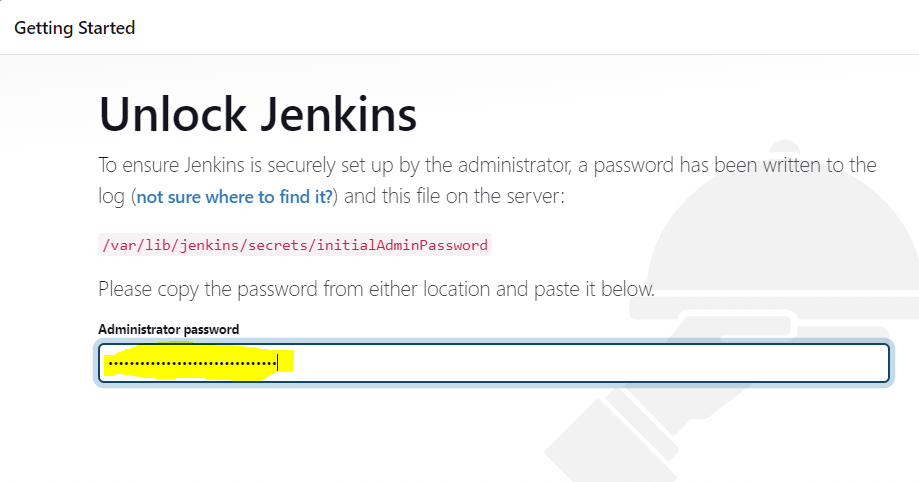 Getting Started
Unlock Jenkins
To ensure Jenkins is securely set up by the administrator, a password has been written to the
log (not sure where to find it?) and this file on the server:
/var/lib/jenkins/secrets/initialAdminPassword
Please copy the password from either location and paste it below.
Administrator password